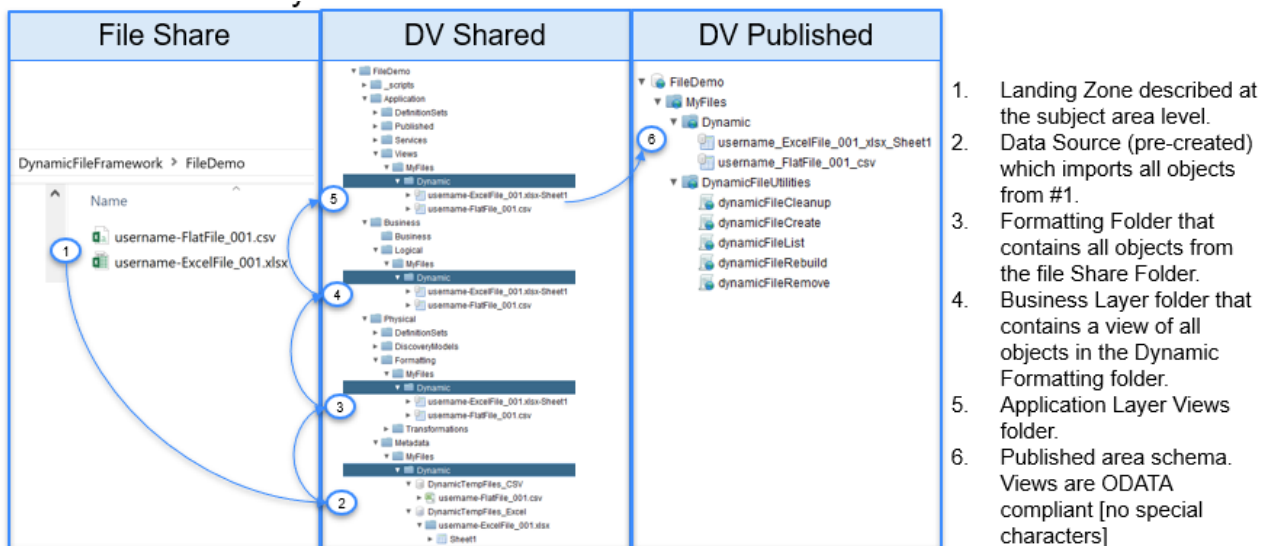 File Share
DynamicFileFramework > FileDemo
Name
username-FlatFile_001.csv
username-ExcelFile_001.xlsx
1
DV Shared
FileDemo
_scripts
Application
DefinitionSets
Published
Services
Views
MyFiles
Dynamic
username-ExcelFile_001.xlsx-Sheet1
username-FlatFile_001.csv
5
Business
Business
Logical
MyFiles
Dynamic
username-ExcelFile_001.xlsx-Sheet1
username-FlatFile_001.csv
4
Physical
DefinitionSets
DiscoveryModels
Formatting
MyFiles
Dynamic
username-ExcelFile_001.xlsx-Sheet1
username-FlatFile_001.csv
3
Transformations
Metadata
MyFiles
Dynamic
DynamicTempFiles_CSV
username-FlatFile_001.csv
2
DynamicTempFiles_Excel
username-ExcelFile_001.xlsx
Sheet1
DV Published
FileDemo
MyFiles
Dynamic
6
username_ExcelFile_001_xlsx_Sheet1
username_FlatFile_001_csv
DynamicFileUtilities
dynamicFileCleanup
dynamicFileCreate
dynamicFileList
dynamicFileRebuild
dynamicFileRemove
1. Landing Zone described at
the subject area level.
2. Data Source (pre-created)
which imports all objects
from #1.
3. Formatting Folder that
contains all objects from
the file Share Folder.
4. Business Layer folder that
contains a view of all
objects in the Dynamic
Formatting folder.
5. Application Layer Views
folder.
6. Published area schema.
Views are ODATA
compliant [no special
characters]